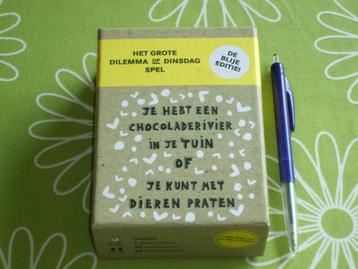 HET GROTE
DILEMMA OP DINSDAG
SPEL
DE
BLIJE
EDITIE!
JE HEBT EEN
CHOCOLADERIVIER
IN JE TUIN
OF
JE KUNT MET
DIEREN PRATEN